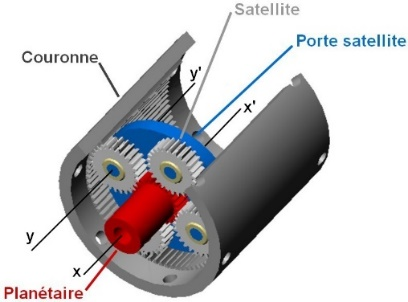 Satellite
Porte satellite
Couronne
y'
x'
y
x
Planétaire